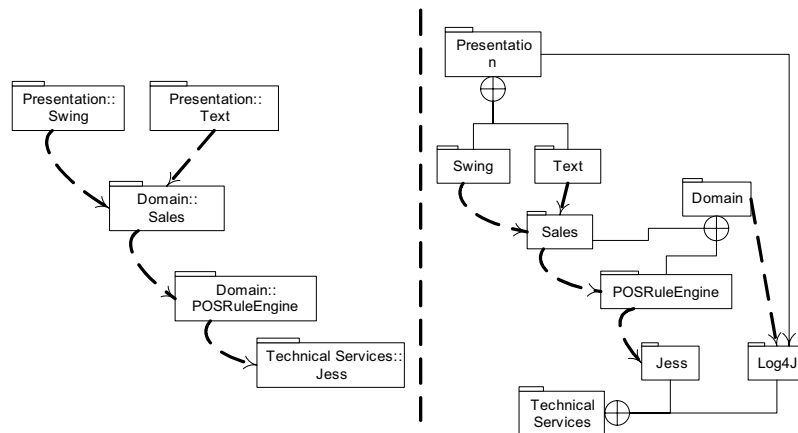 Presentation::
Swing
Presentation::
Text
Domain::
Sales
Domain::
POSRuleEngine
Technical Services::
Jess
Presentatio
n
Swing
Text
Domain
Sales
POSRuleEngine
Jess
Log4J
Technical
Services